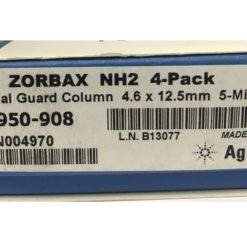 ZORBAX NH2 4-Pack
al Guard Column 4.6 x 12.5mm 5-Mi
950-908
N004970
L.N. B13077
MADE
Ag